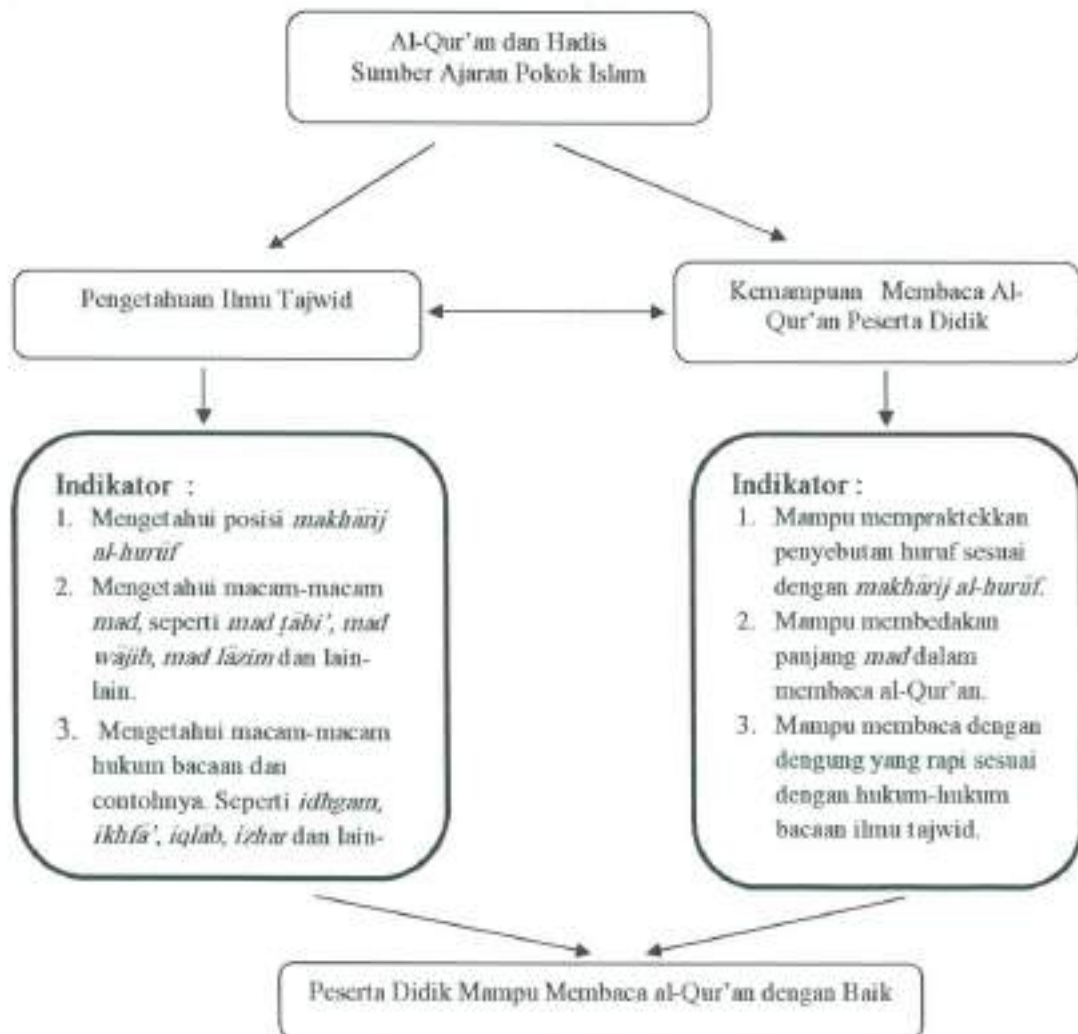 Al-Qur'an dan Hadis
Sumber Ajaran Pokok Islam
Pengetahuan Ilmu Tajwid
Kemampuan Membaca Al-
Qur'an Peserta Didik
Indikator :
1. Mengetahui posisi makhārij
al-hurūf
2. Mengetahui macam-macam
mad, seperti mad ṭābi', mad
wājib, mad lāzim dan lain-
lain.
3. Mengetahui macam-macam
hukum bacaan dan
contohnya. Seperti idhgam,
ikhfa', iqlab, izhar dan lain-
Indikator :
1. Mampu mempraktekkan
penyebutan huruf sesuai
dengan makhārij al-hurūf.
2. Mampu membedakan
panjang mad dalam
membaca al-Qur'an.
3. Mampu membaca dengan
dengung yang rapi sesuai
dengan hukum-hukum
bacaan ilmu tajwid.
Peserta Didik Mampu Membaca al-Qur'an dengan Baik